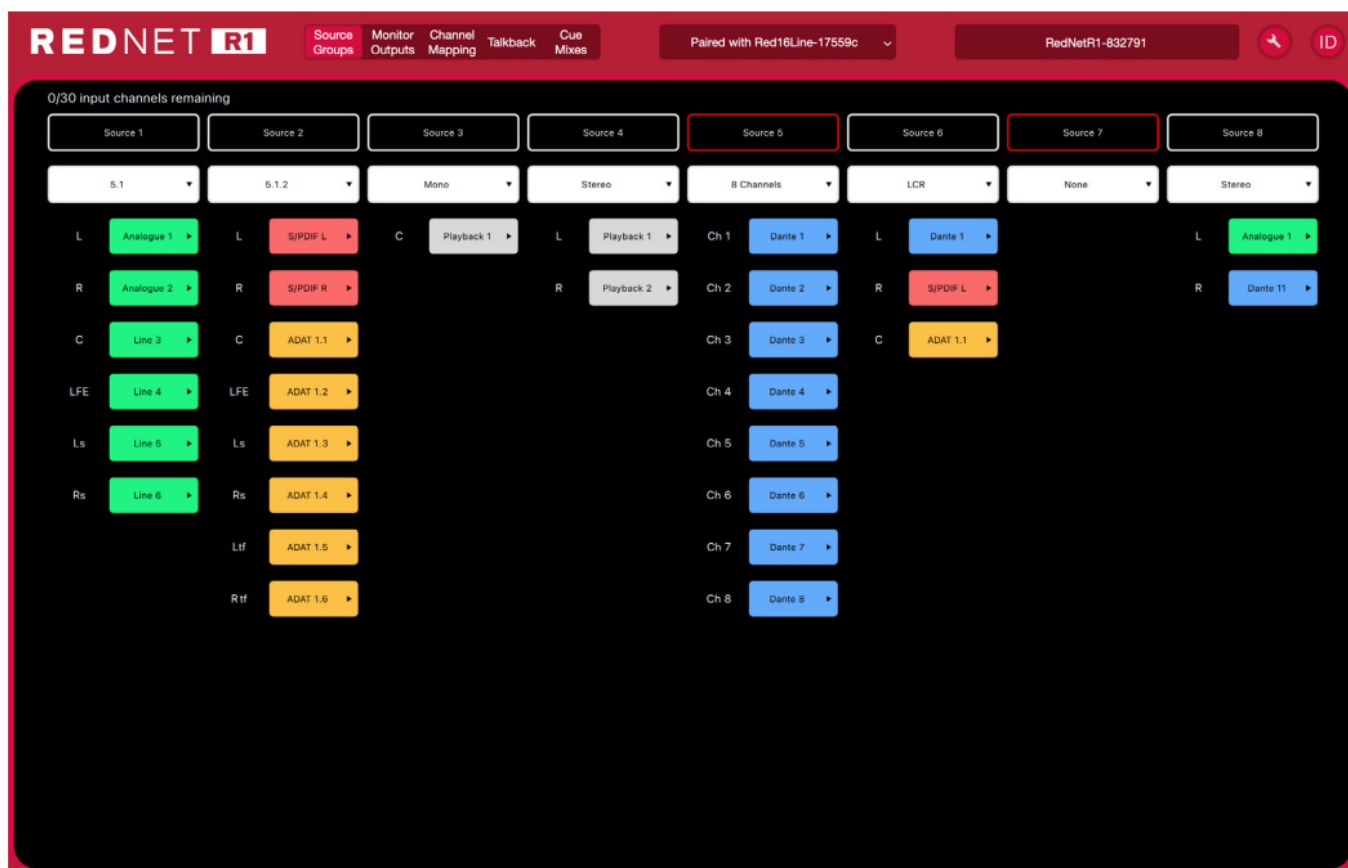 REDNET R1
Source Groups
Monitor Outputs
Channel Mapping
Talkback
Cue Mixes
Paired with Red16Line-17559c
RedNetR1-832791
ID
0/30 input channels remaining
Source 1 Source 2 Source 3 Source 4 Source 5 Source 6 Source 7 Source 8
5.1 5.1.2 Mono Stereo 8 Channels LCR None Stereo
L Analogue 1 L S/PDIF L C Playback 1 L Playback 1 Ch 1 Dante 1 L Dante 1 L Analogue 1
R Analogue 2 R S/PDIF R R Playback 2 Ch 2 Dante 2 R S/PDIF L R Dante 11
C Line 3 C ADAT 1.1 Ch 3 Dante 3 C ADAT 1.1
LFE Line 4 LFE ADAT 1.2 Ch 4 Dante 4
Ls Line 5 Ls ADAT 1.3 Ch 5 Dante 5
Rs Line 6 Rs ADAT 1.4 Ch 6 Dante 6
Ltf ADAT 1.5 Ch 7 Dante 7
Rtf ADAT 1.6 Ch 8 Dante 8